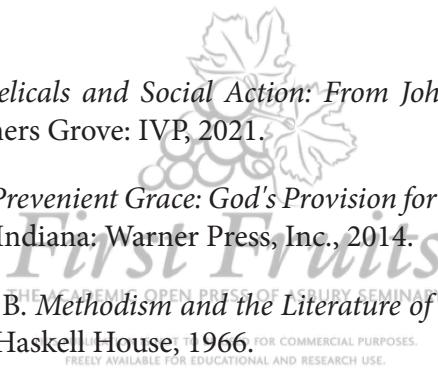 elicals and Social Action: From Joh
ners Grove: IVP, 2021.
Prevenient Grace: God's Provision for
Indiana: Warner Press, Inc., 2014.
First Fruits
THE ACADEMIC OPEN PRESS OF ASBURY SEMINAR
B. Methodism and the Literature of
Haskell House, 1966.
FOR COMMERCIAL PURPOSES.
FREELY AVAILABLE FOR EDUCATIONAL AND RESEARCH USE.